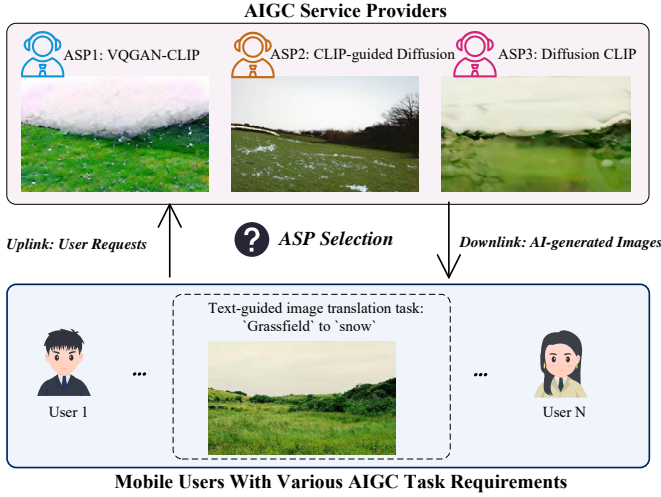 AIGC Service Providers
ASP1: VQGAN-CLIP
ASP2: CLIP-guided Diffusion
ASP3: Diffusion CLIP
Uplink: User Requests
?
ASP Selection
Downlink: AI-generated Images
Text-guided image translation task:
`Grassfield` to `snow`
...
...
User 1
User N
Mobile Users With Various AIGC Task Requirements